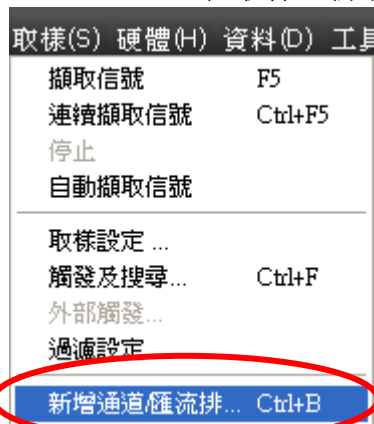 取樣(S) 硬體(H) 資料(D) 工具
擷取信號 F5
連續擷取信號 Ctrl+F5
停止
自動擷取信號
取樣設定 ...
觸發及搜尋... Ctrl+F
外部觸發...
過濾設定
新增通道/匯流排... Ctrl+B